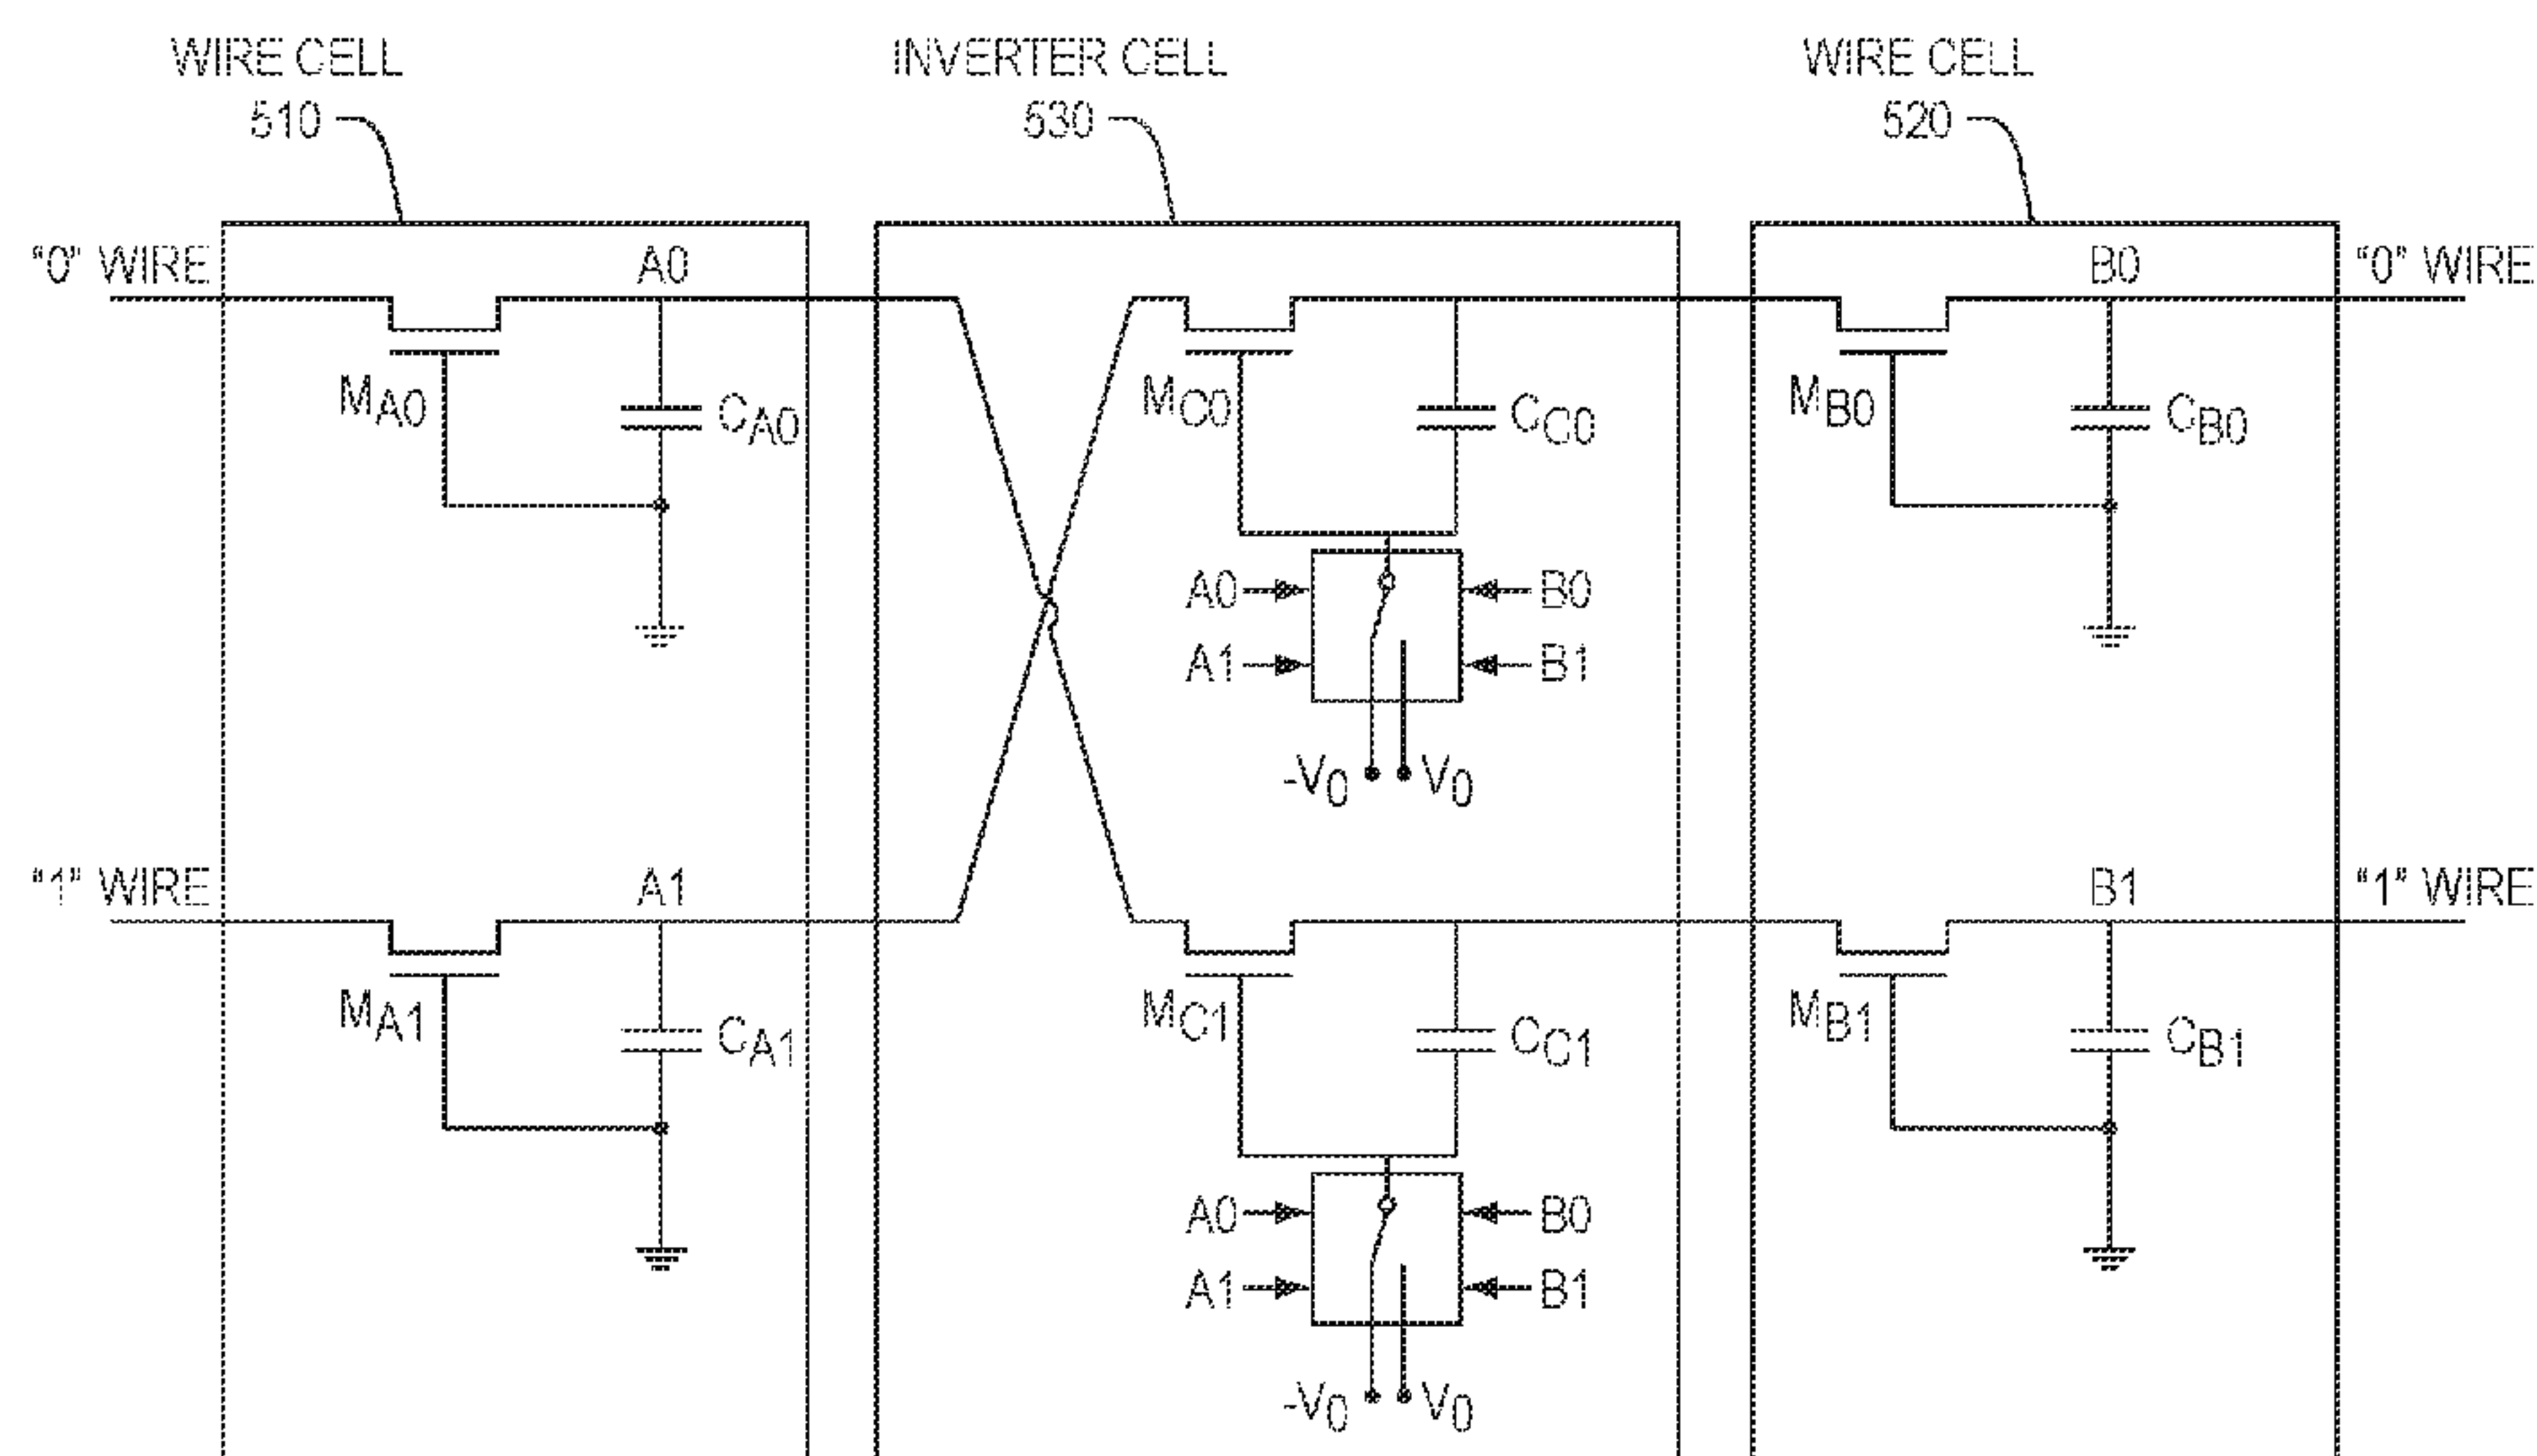 WIRE CELL
510
INVERTER CELL
530
WIRE CELL
520
"0" WIRE
A0
B0
"0" WIRE
MA0
CA0
MC0
CC0
MB0
CB0
A0
B0
A1
B1
-V0
V0
"1" WIRE
A1
B1
"1" WIRE
MA1
CA1
MC1
CC1
MB1
CB1
A0
B0
A1
B1
-V0
V0